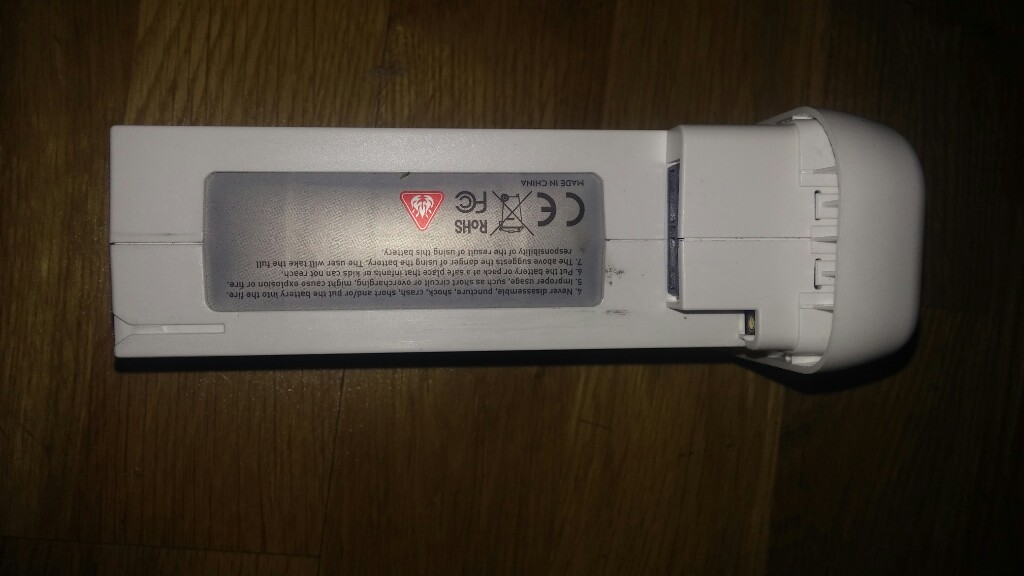 4. Never disassemble, puncture, shock, crash, short and/or put the battery into the fire.
5. Improper usage, such as short circuit or overcharging, might cause explosion or fire.
6. Put the battery pack at a safe place that infants or kids can not reach.
7. The above suggests the danger of using the battery. The user will take the full
responsibility of the result of using of this battery.
CE RoHS FC
MADE IN CHINA